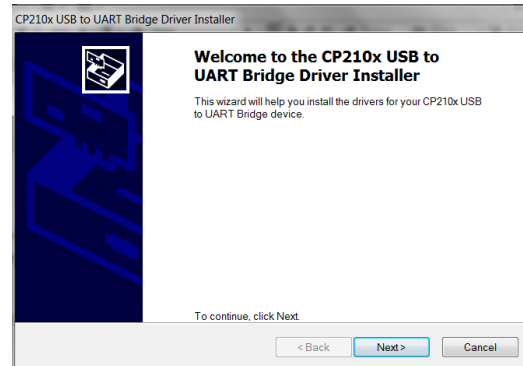 CP210x USB to UART Bridge Driver Installer
Welcome to the CP210x USB to
UART Bridge Driver Installer
This wizard will help you install the drivers for your CP210x USB
to UART Bridge device.
To continue, click Next.
< Back
Next >
Cancel